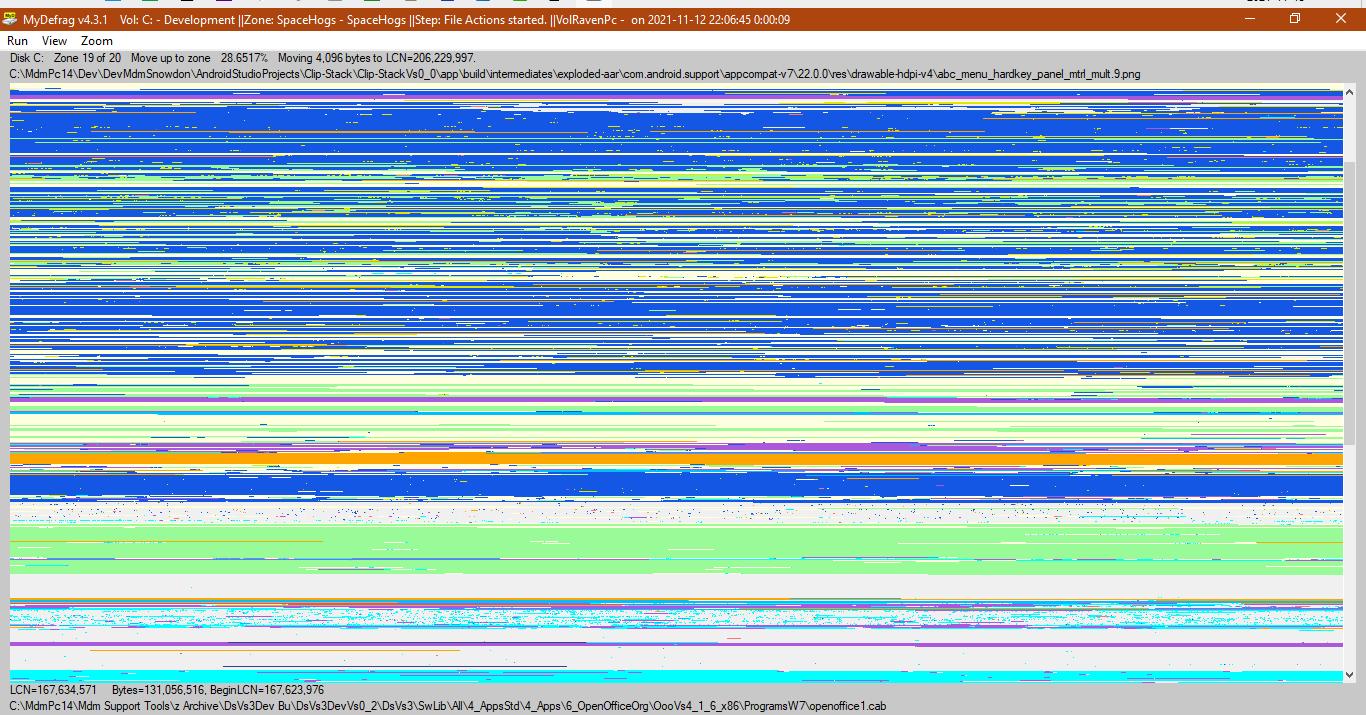 MyDefrag v4.3.1 Vol: C: - Development ||Zone: SpaceHogs - SpaceHogs ||Step: File Actions started. ||VolRavenPc - on 2021-11-12 22:06:45 0:00:09
Run View Zoom
Disk C: Zone 19 of 20 Move up to zone 28.6517% Moving 4,096 bytes to LCN=206,229,997.
C:\MdmPc14\Dev\DevMdmSnowdon\AndroidStudioProjects\Clip-Stack\Clip-StackVs0_0\app\build\intermediates\exploded-aar\com.android.support\appcompat-v7\22.0.0\res\drawable-hdpi-v4\abc_menu_hardkey_panel_mtrl_mult.9.png
LCN=167,634,571 Bytes=131,056,516, BeginLCN=167,623,976
C:\MdmPc14\Mdm Support Tools\z Archive\DsVs3Dev Bu\DsVs3DevVs0_2\DsVs3\SwLib\All\4_AppsStd\4_Apps\6_OpenOfficeOrg\OooVs4_1_6_x86\ProgramsW7\openoffice1.cab